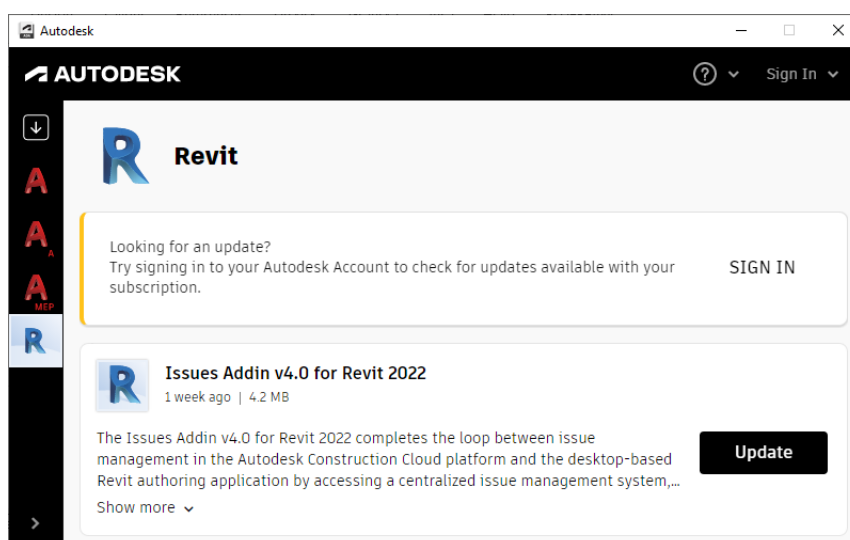 Autodesk
AUTODESK
Sign In
A
MEP
Revit
Looking for an update?
Try signing in to your Autodesk Account to check for updates available with your
subscription.
SIGN IN
Issues Addin v4.0 for Revit 2022
1 week ago | 4.2 MB
The Issues Addin v4.0 for Revit 2022 completes the loop between issue
management in the Autodesk Construction Cloud platform and the desktop-based
Revit authoring application by accessing a centralized issue management system,...
Update
Show more